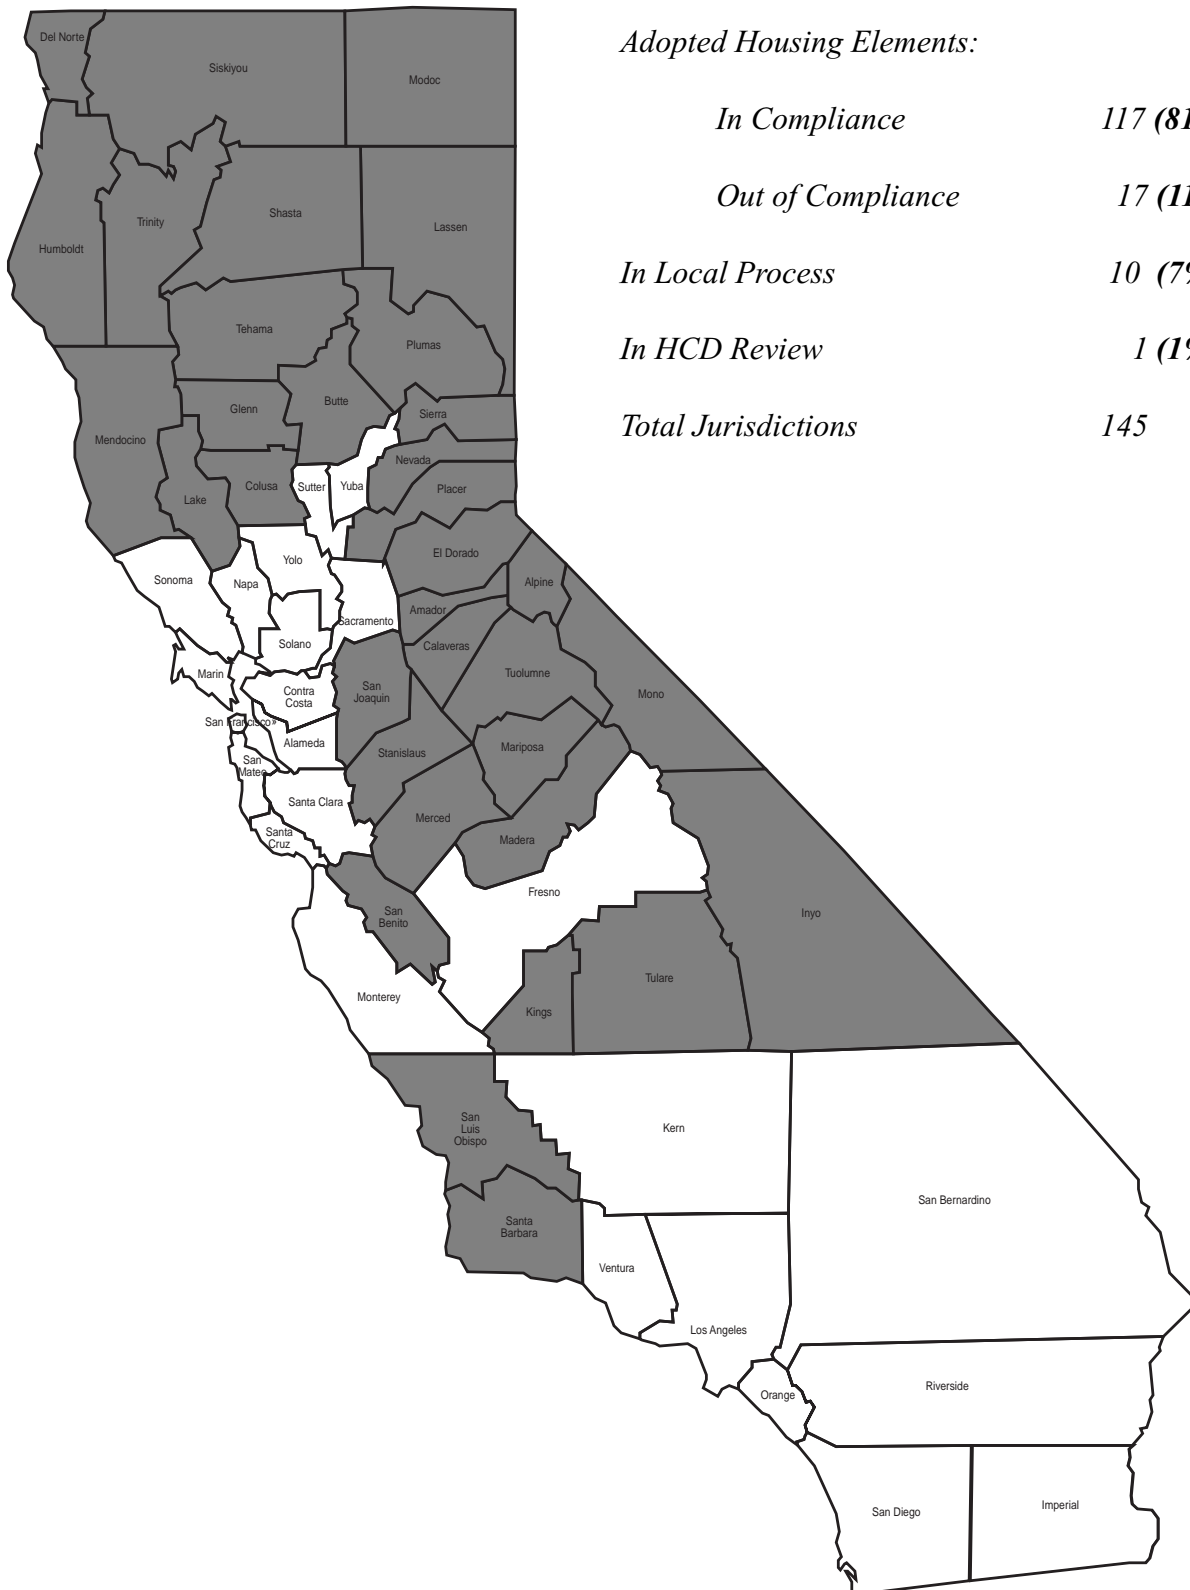 Adopted Housing Elements:
In Compliance 117 (81
Out of Compliance 17 (11
In Local Process 10 (7%
In HCD Review 1 (1%
Total Jurisdictions 145
Del Norte
Siskiyou
Modoc
Humboldt
Trinity
Shasta
Lassen
Tehama
Plumas
Mendocino
Glenn
Butte
Sierra
Lake
Colusa
Sutter
Yuba
Nevada
Placer
Sonoma
Napa
Yolo
El Dorado
Alpine
Sacramento
Amador
Solano
Calaveras
Marin
Contra
Costa
San
Joaquin
Tuolumne
Mono
San Francisco»
Alameda
Stanislaus
Mariposa
San
Mateo
Santa Clara
Merced
Madera
Santa
Cruz
Fresno
San
Benito
Inyo
Monterey
Kings
Tulare
San
Luis
Obispo
Kern
San Bernardino
Santa
Barbara
Ventura
Los Angeles
Orange
Riverside
San Diego
Imperial